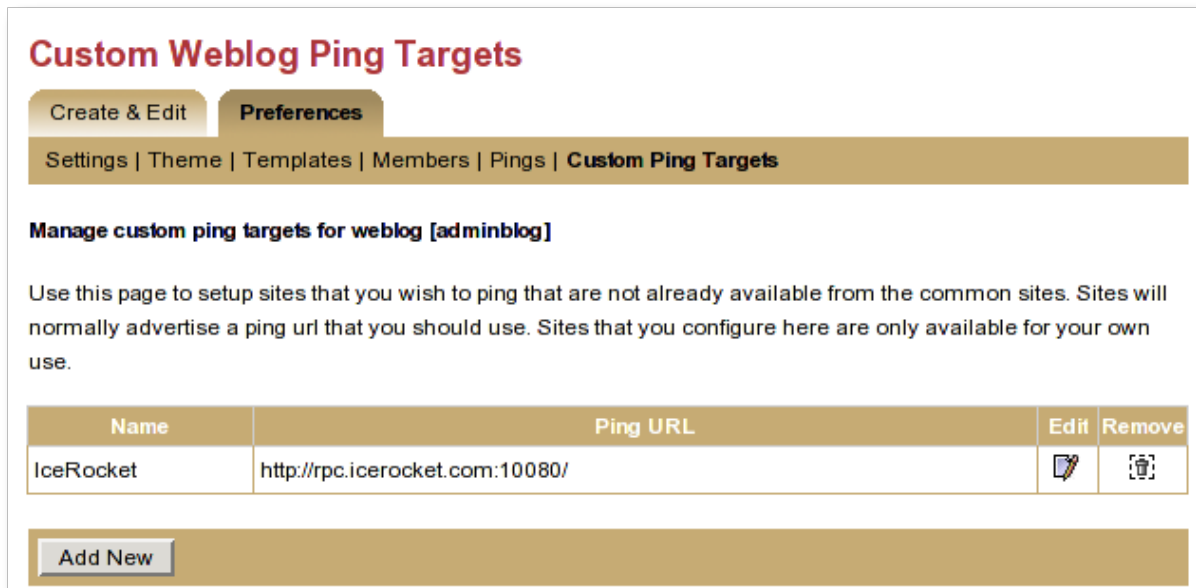 Custom Weblog Ping Targets
Create & Edit Preferences
Settings | Theme | Templates | Members | Pings | Custom Ping Targets
Manage custom ping targets for weblog [adminblog]
Use this page to setup sites that you wish to ping that are not already available from the common sites. Sites will
normally advertise a ping url that you should use. Sites that you configure here are only available for your own
use.
Name Ping URL Edit Remove
IceRocket http://rpc.icerocket.com:10080/
Add New